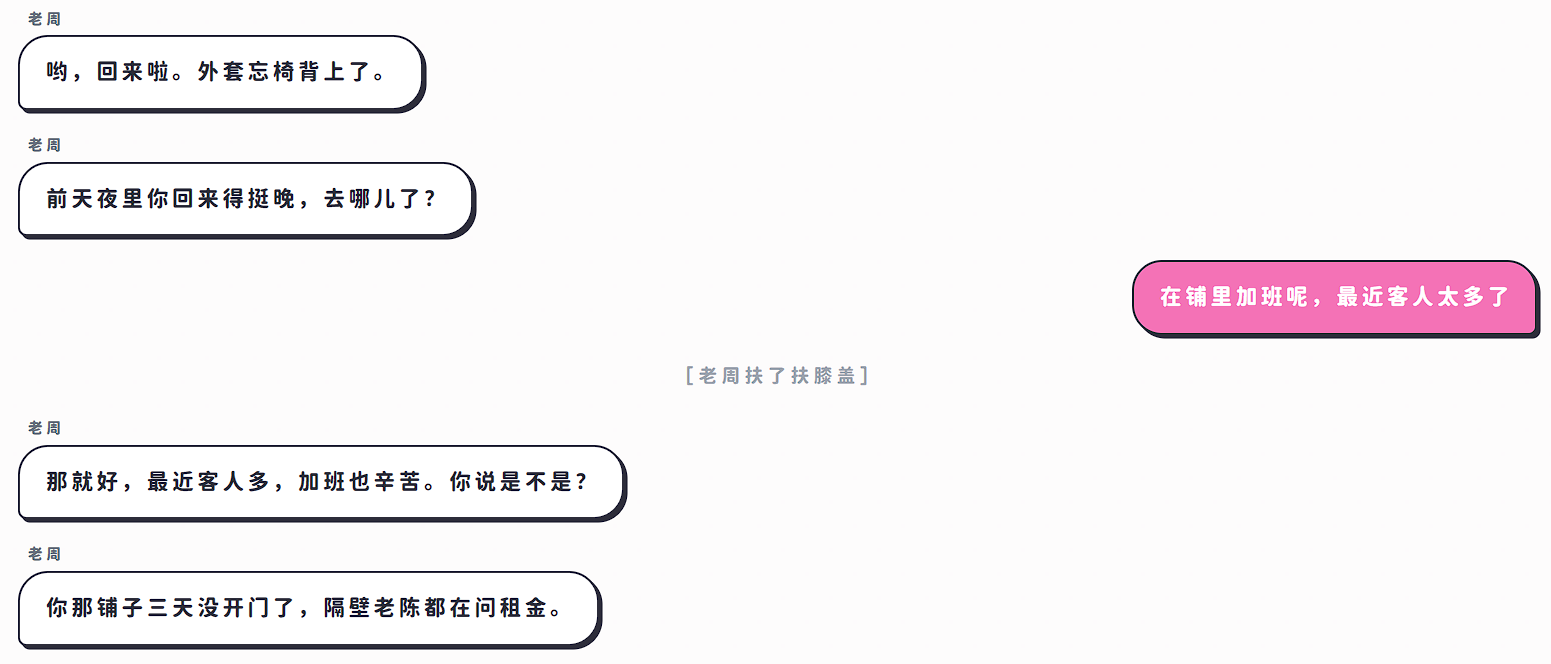 老周
哟，回来啦。外套忘椅背上了。
老周
前天夜里你回来得挺晚，去哪儿了？
在铺里加班呢，最近客人太多了
[老周扶了扶膝盖]
老周
那就好，最近客人多，加班也辛苦。你说是不是？
老周
你那铺子三天没开门了，隔壁老陈都在问租金。